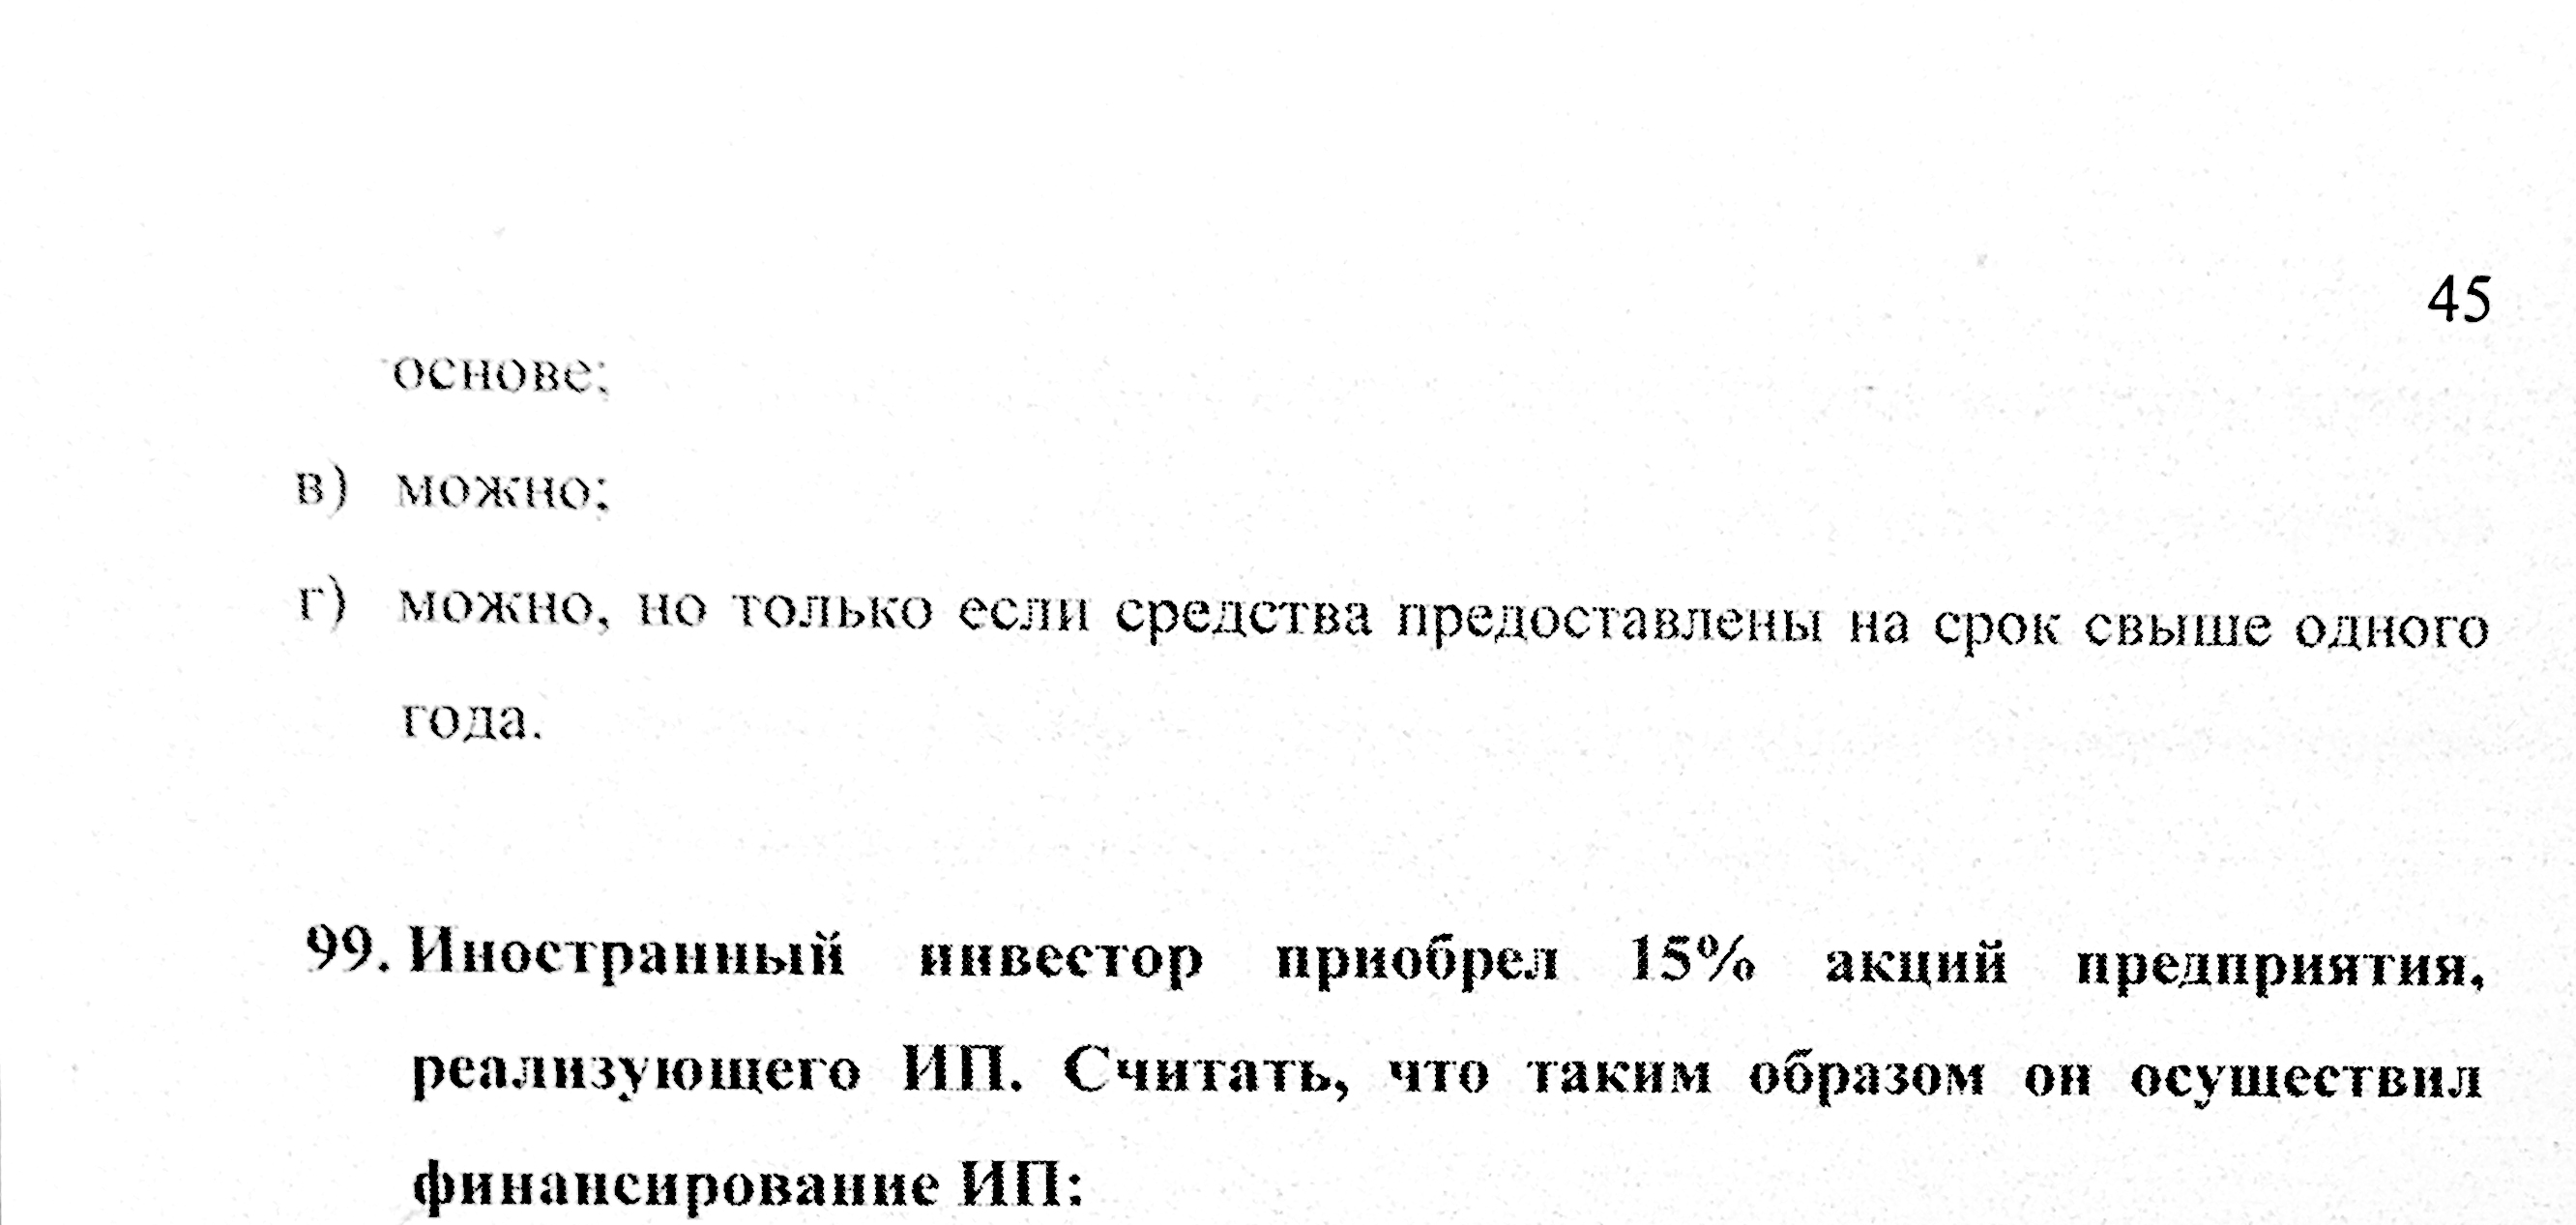 45
основе;
в) можно;
г) можно, но только если средства предоставлены на срок свыше одного
года.
99. Иностранный инвестор приобрел 15% акций предприятия,
реализующего ИП. Считать, что таким образом он осуществил
финансирование ИП: